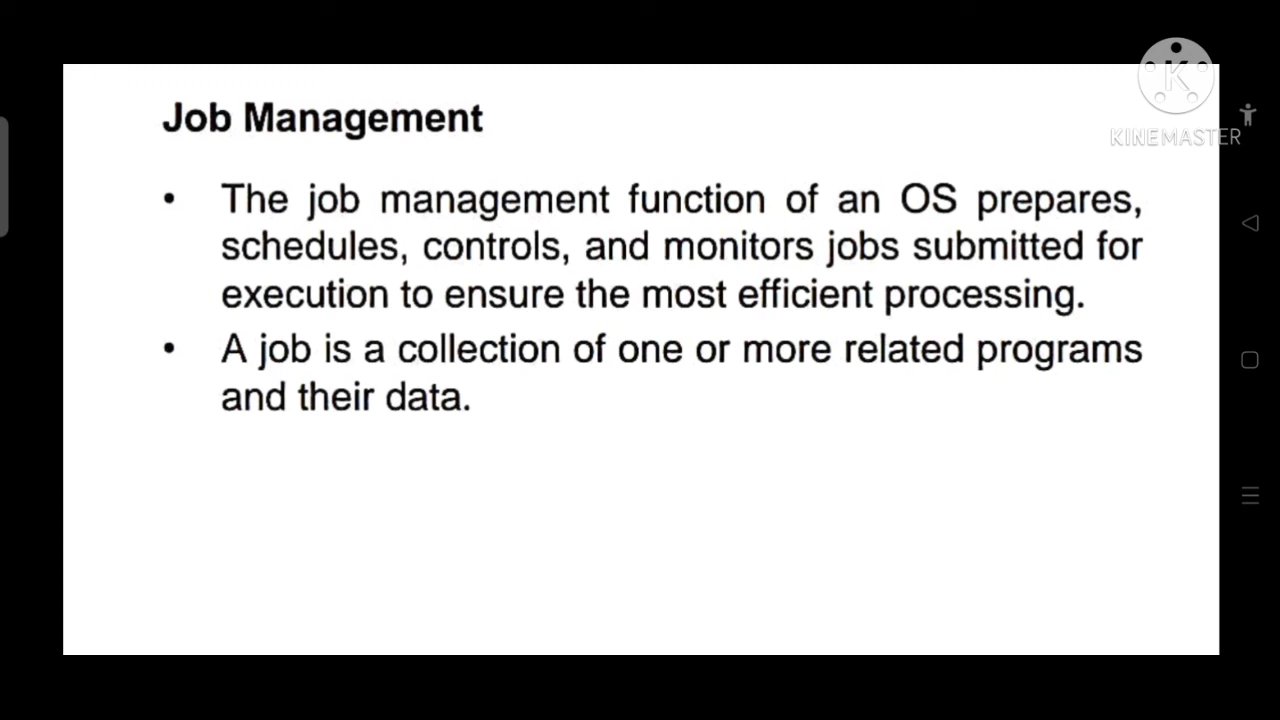 Job Management
KINEMASTER
• The job management function of an OS prepares,
schedules, controls, and monitors jobs submitted for
execution to ensure the most efficient processing.
• A job is a collection of one or more related programs
and their data.